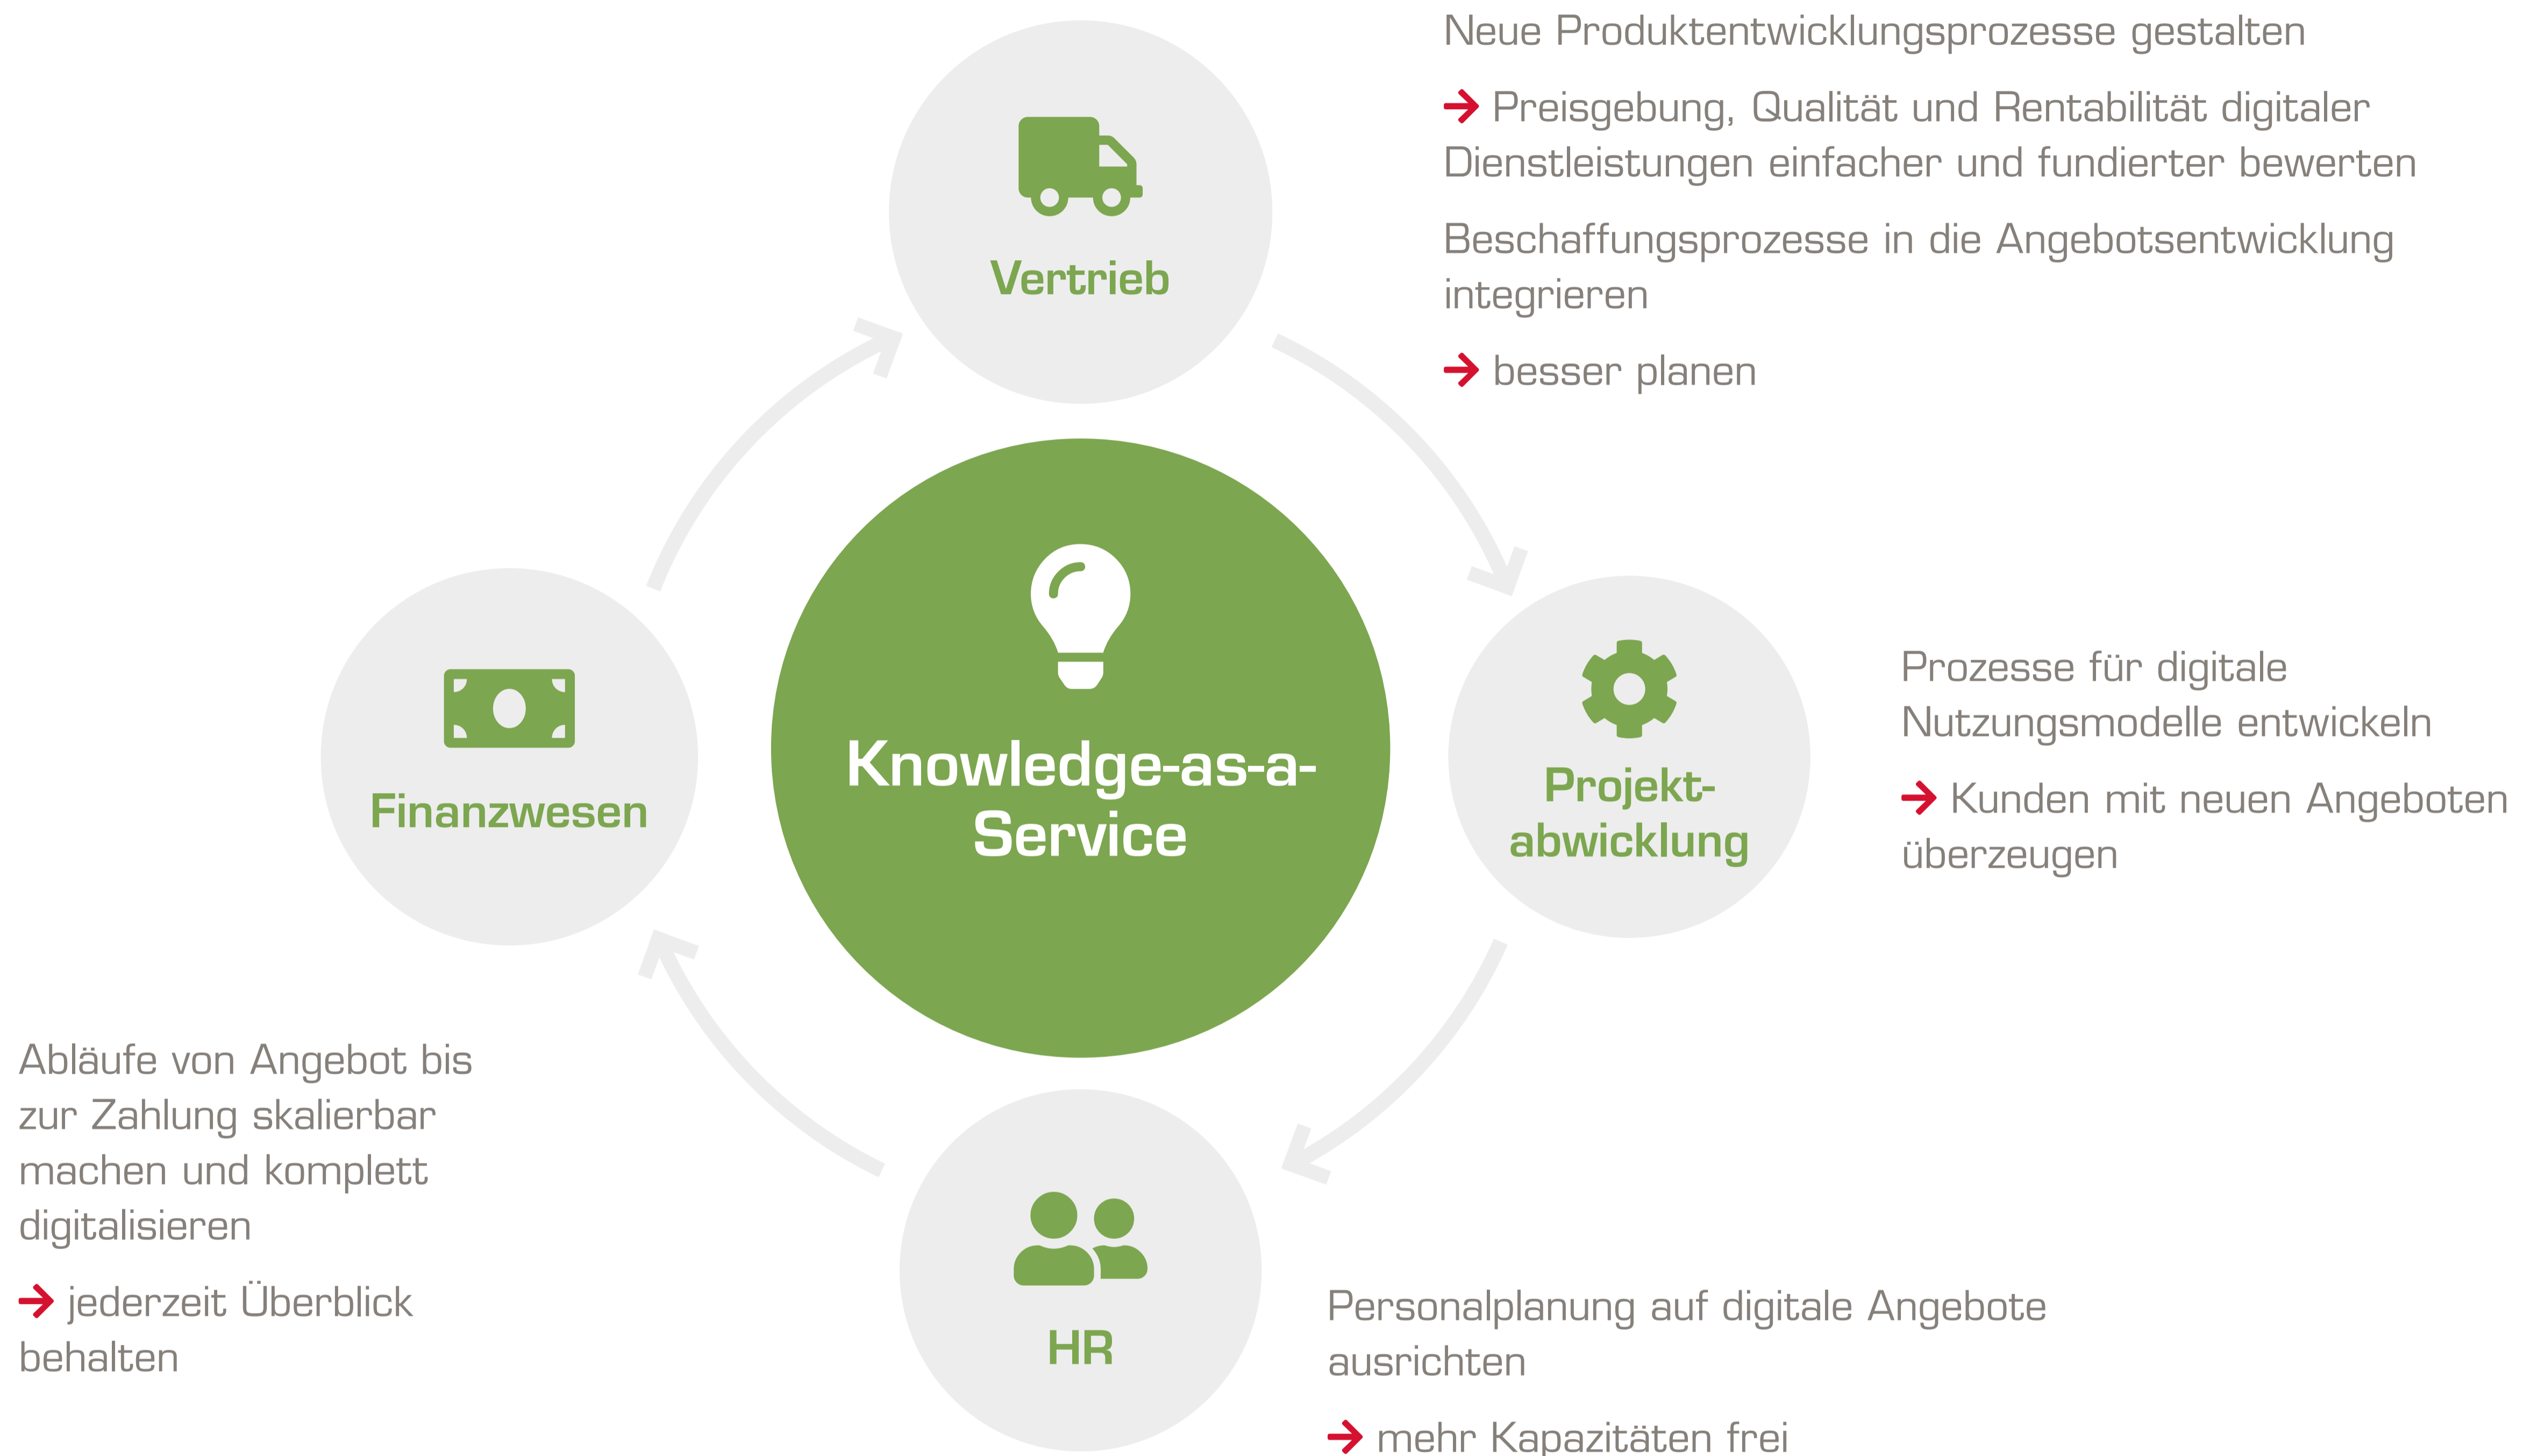 Neue Produktentwicklungsprozesse gestalten
→ Preisgebung, Qualität und Rentabilität digitaler
Dienstleistungen einfacher und fundierter bewerten
Beschaffungsprozesse in die Angebotsentwicklung
integrieren
→ besser planen
Vertrieb
Knowledge-as-a-
Service
Finanzwesen
Projekt-
abwicklung
Prozesse für digitale
Nutzungsmodelle entwickeln
→ Kunden mit neuen Angeboten
überzeugen
Abläufe von Angebot bis
zur Zahlung skalierbar
machen und komplett
digitalisieren
→ jederzeit Überblick
behalten
HR
Personalplanung auf digitale Angebote
ausrichten
→ mehr Kapazitäten frei